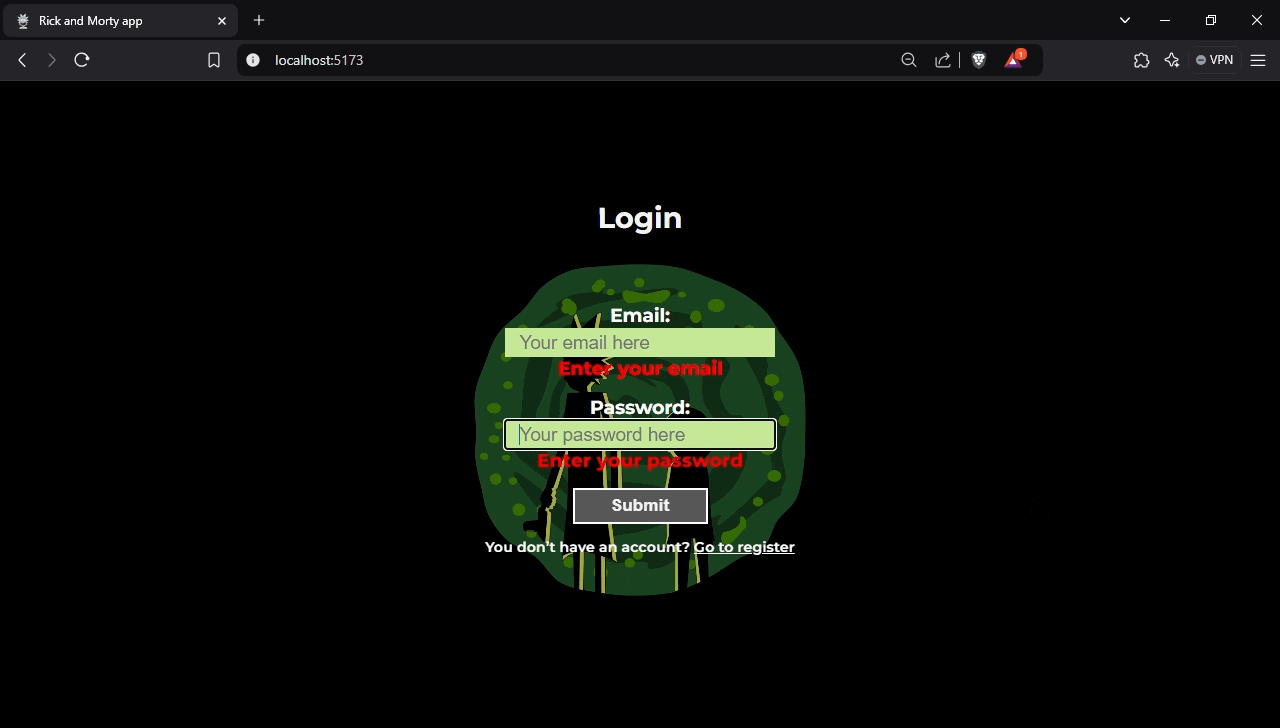 Rick and Morty app
localhost:5173
1
VPN
Login
Email:
Your email here
Enter your email
Password:
Your password here
Enter your password
Submit
You don't have an account? Go to register